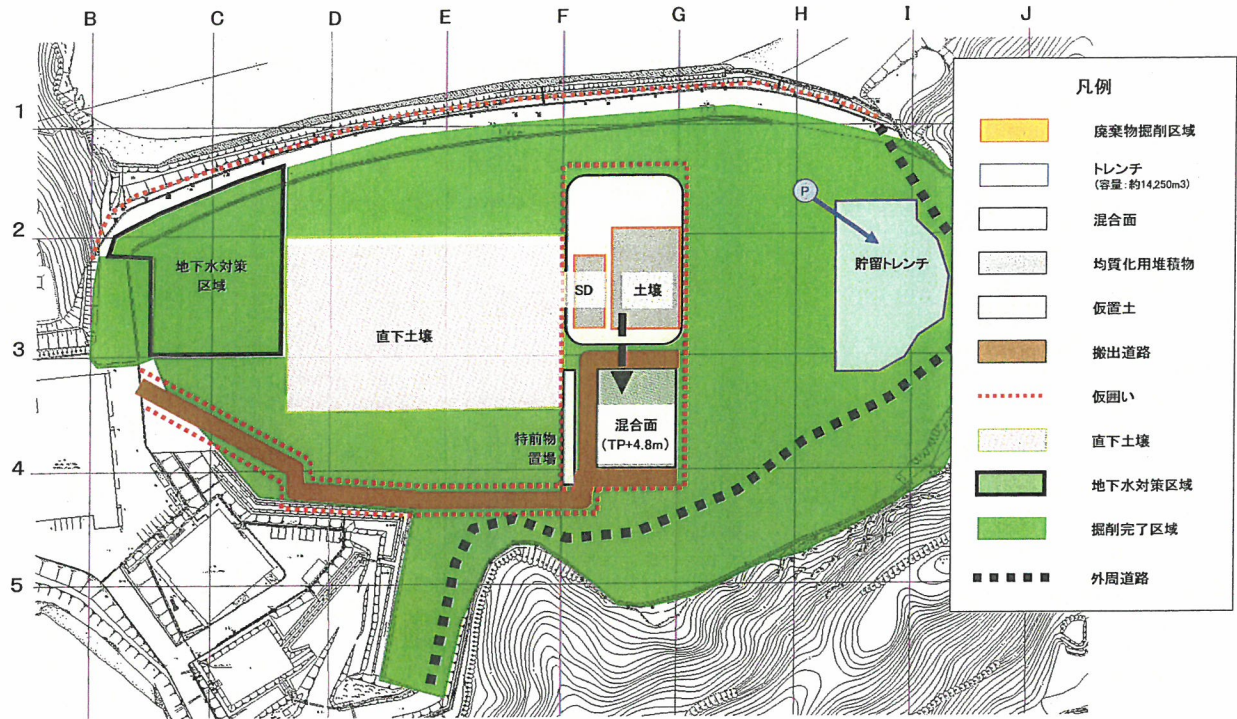 B C D E F G H I J
1
2
3
4
5
地下水対策
区域
直下土壌
SD
土壌
P
貯留トレンチ
混合面
(TP+4.8m)
特前物
置場
凡例
廃棄物掘削区域
トレンチ
(容量:約14,250m3)
混合面
均質化用堆積物
仮置土
搬出道路
仮囲い
直下土壌
地下水対策区域
掘削完了区域
外周道路